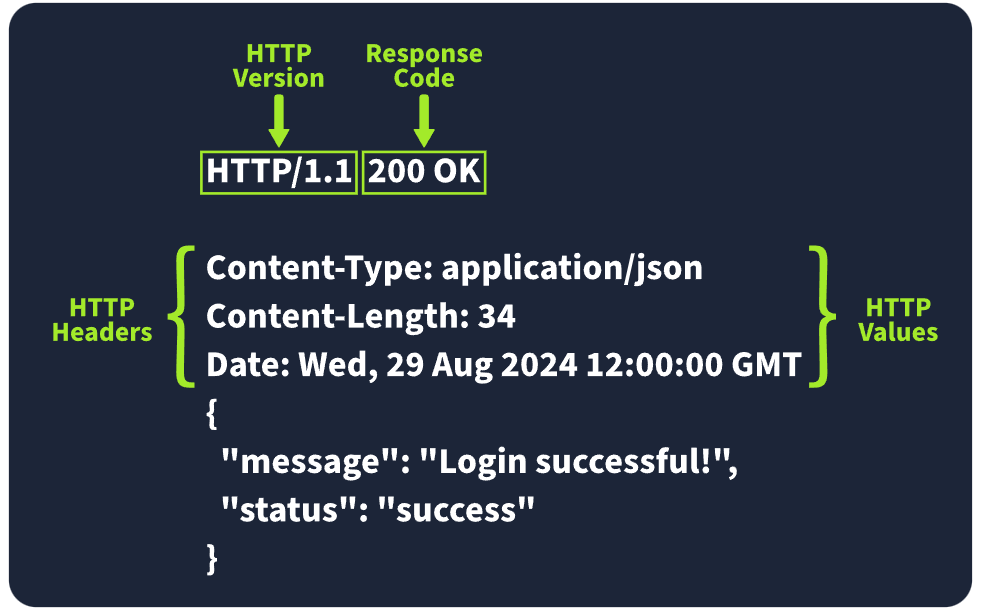 HTTP
Version
Response
Code
HTTP/1.1 200 OK
HTTP
Headers
Content-Type: application/json
Content-Length: 34
Date: Wed, 29 Aug 2024 12:00:00 GMT
HTTP
Values
{
"message": "Login successful!",
"status": "success"
}